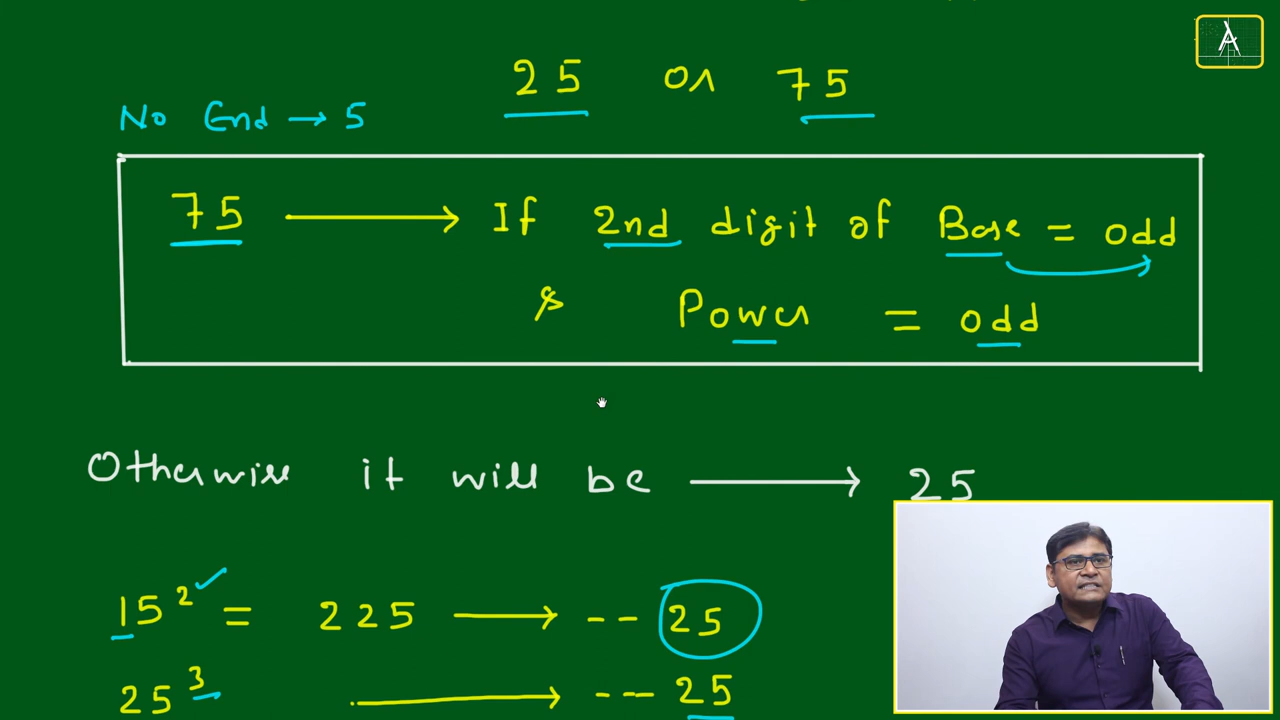 25 or 75
No End → 5
75 → If 2nd digit of Base = odd
& Power = odd
Otherwise it will be → 25
15² = 225 → -- 25
25³ → --- 25
A